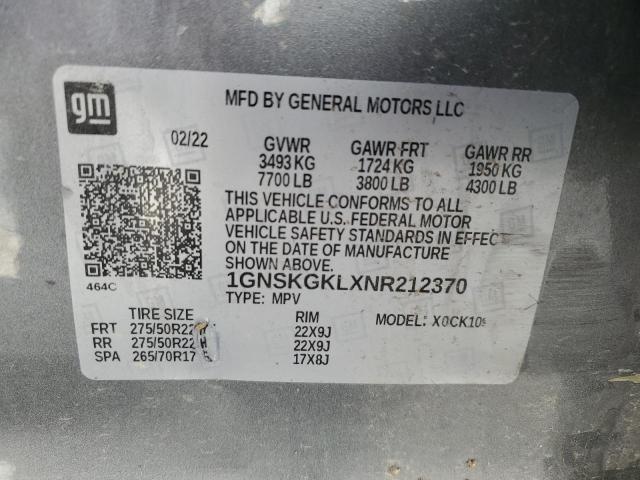 gm
MFD BY GENERAL MOTORS LLC
02/22
GVWR GAWR FRT GAWR RR
3493 KG 1724 KG 1950 KG
7700 LB 3800 LB 4300 LB
THIS VEHICLE CONFORMS TO ALL
APPLICABLE U.S. FEDERAL MOTOR
VEHICLE SAFETY STANDARDS IN EFFECT
ON THE DATE OF MANUFACTURE
SHOWN ABOVE.
464C
1GNSKGKLXNR212370
TYPE: MPV
TIRE SIZE RIM MODEL:
FRT 275/50R22 22X9J
RR 275/50R22H 22X9J
SPA 265/70R17 17X8J